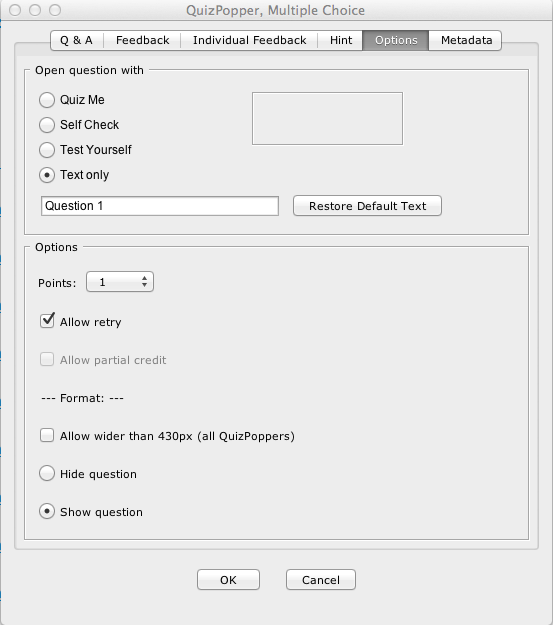 QuizPopper, Multiple Choice
Q & A Feedback Individual Feedback Hint Options Metadata
Open question with
Quiz Me
Self Check
Test Yourself
Text only
Question 1 Restore Default Text
Options
Points: 1
Allow retry
Allow partial credit
--- Format: ---
Allow wider than 430px (all QuizPoppers)
Hide question
Show question
OK Cancel